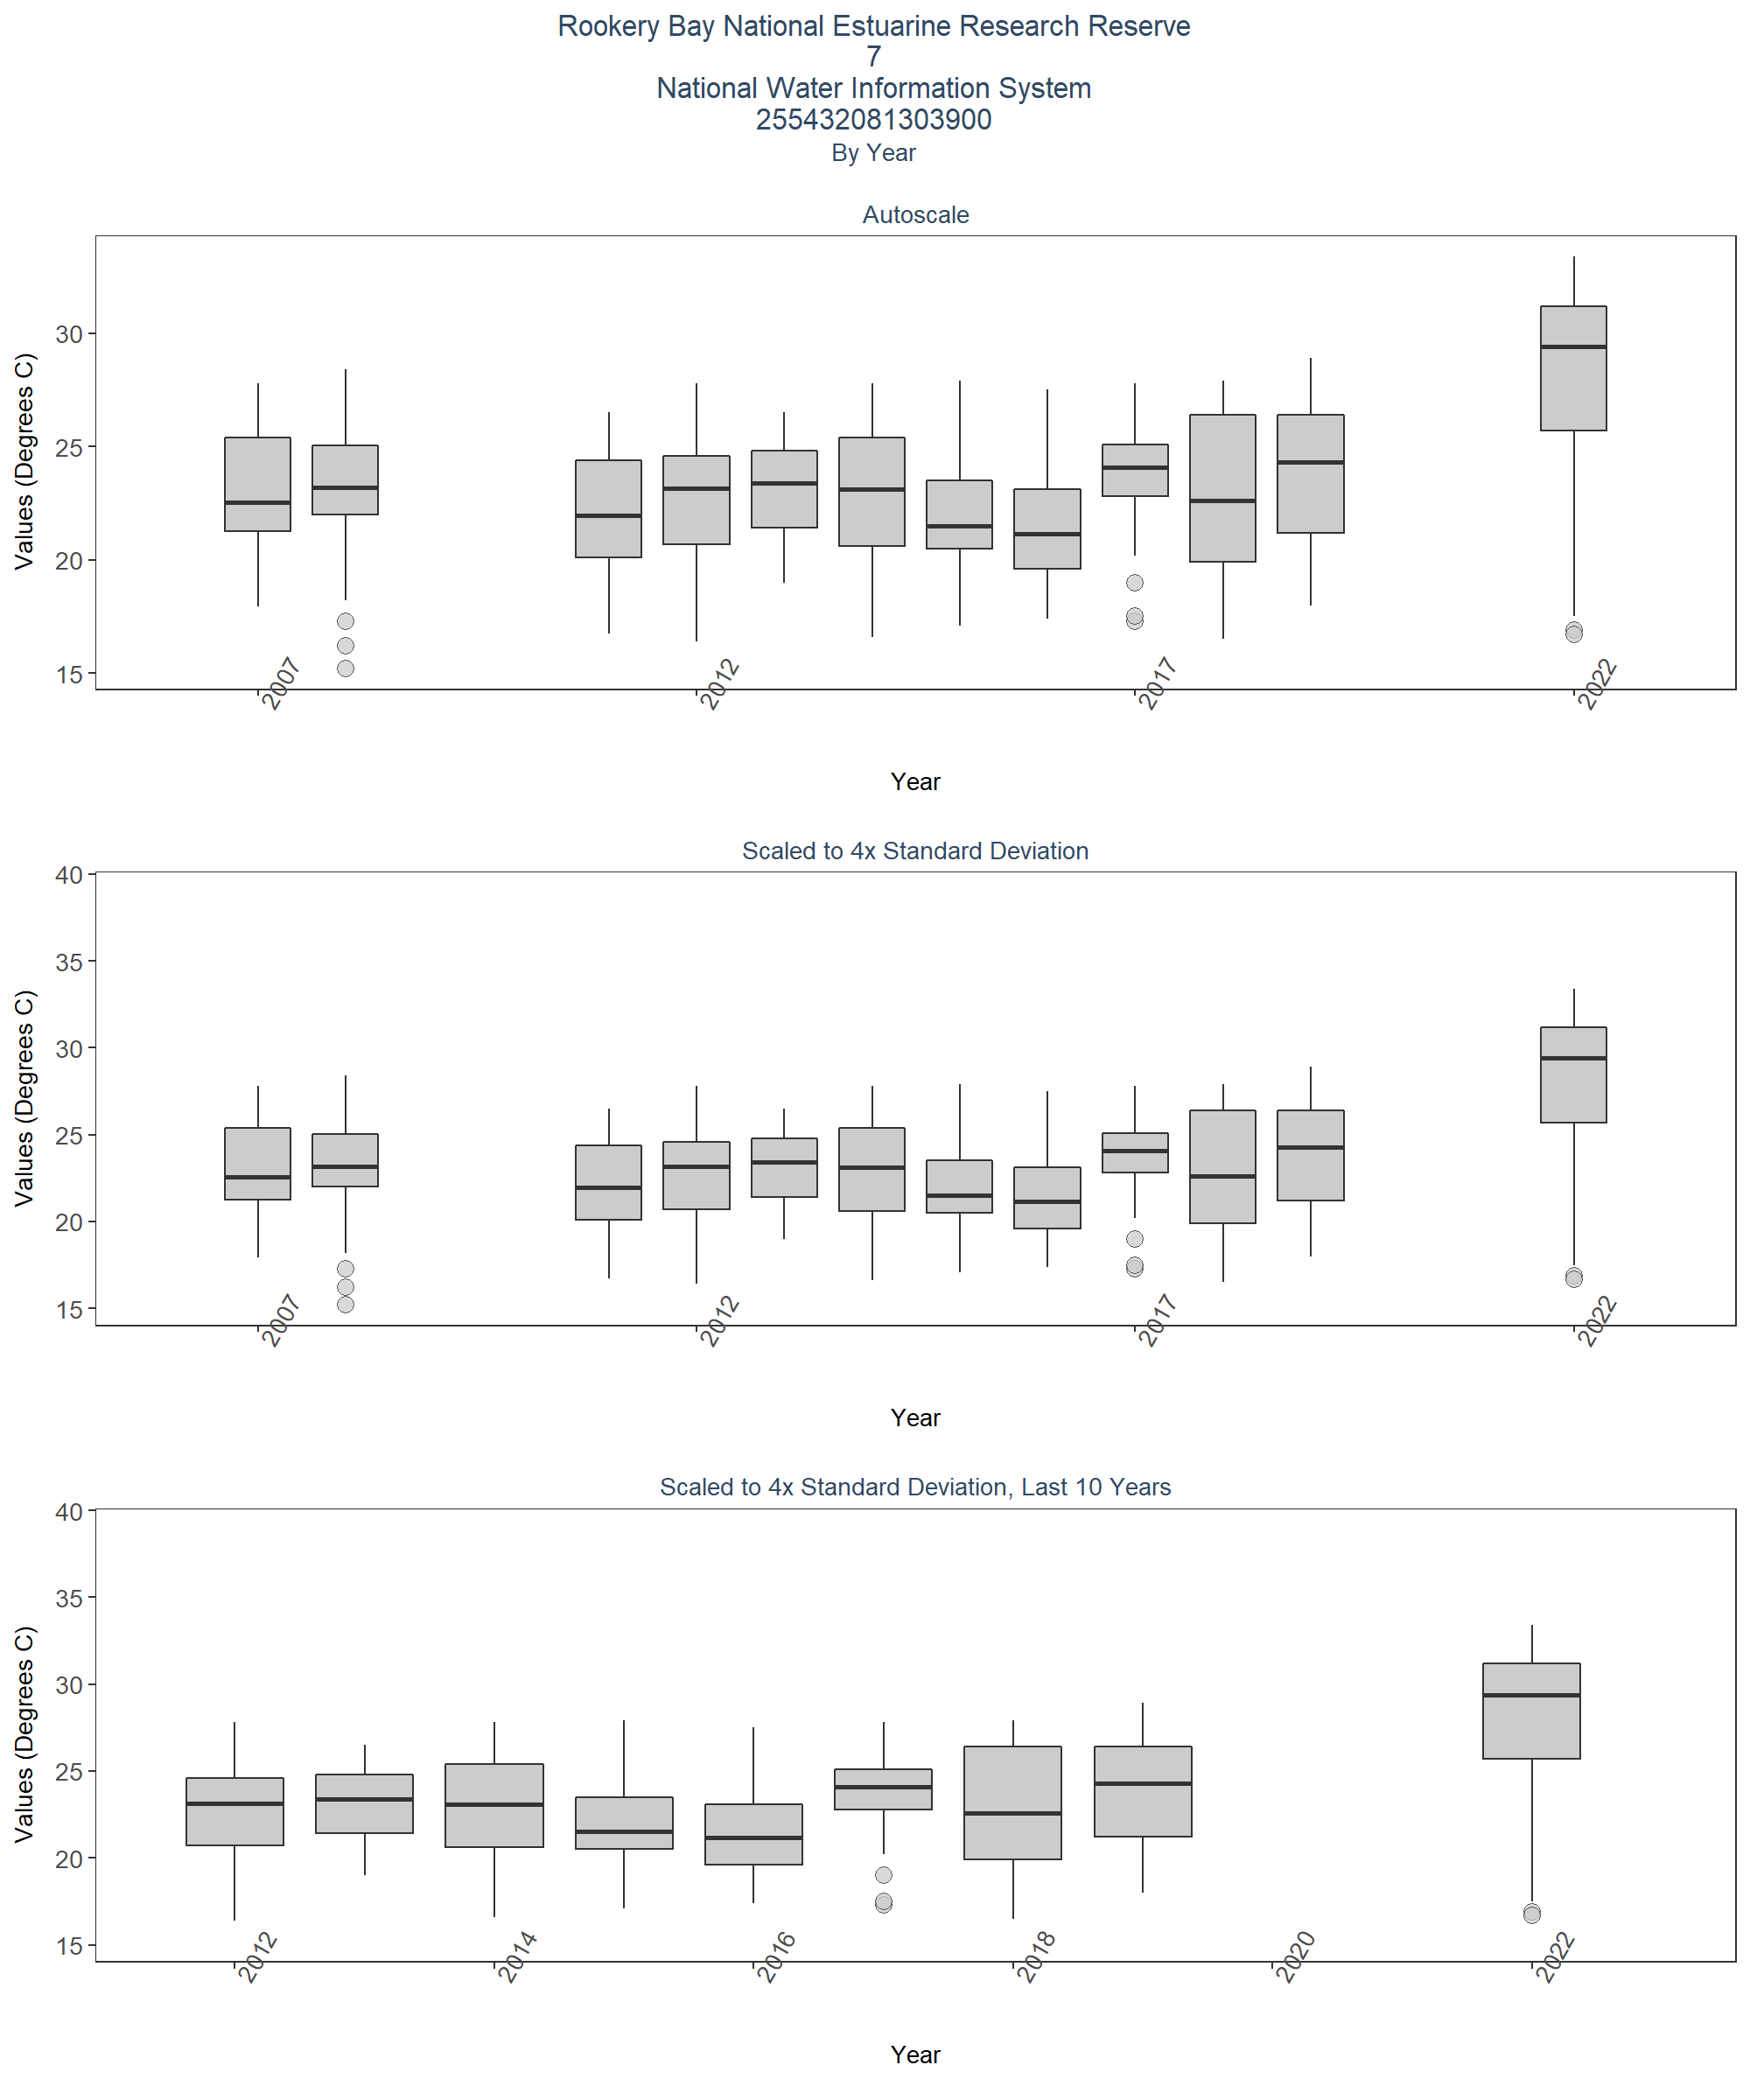 Rookery Bay National Estuarine Research Reserve
7
National Water Information System
255432081303900
By Year
Autoscale
Values (Degrees C)
30
25
20
15
2007
2012
2017
2022
Year
Scaled to 4x Standard Deviation
Values (Degrees C)
40
35
30
25
20
15
2007
2012
2017
2022
Year
Scaled to 4x Standard Deviation, Last 10 Years
Values (Degrees C)
40
35
30
25
20
15
2012
2014
2016
2018
2020
2022
Year